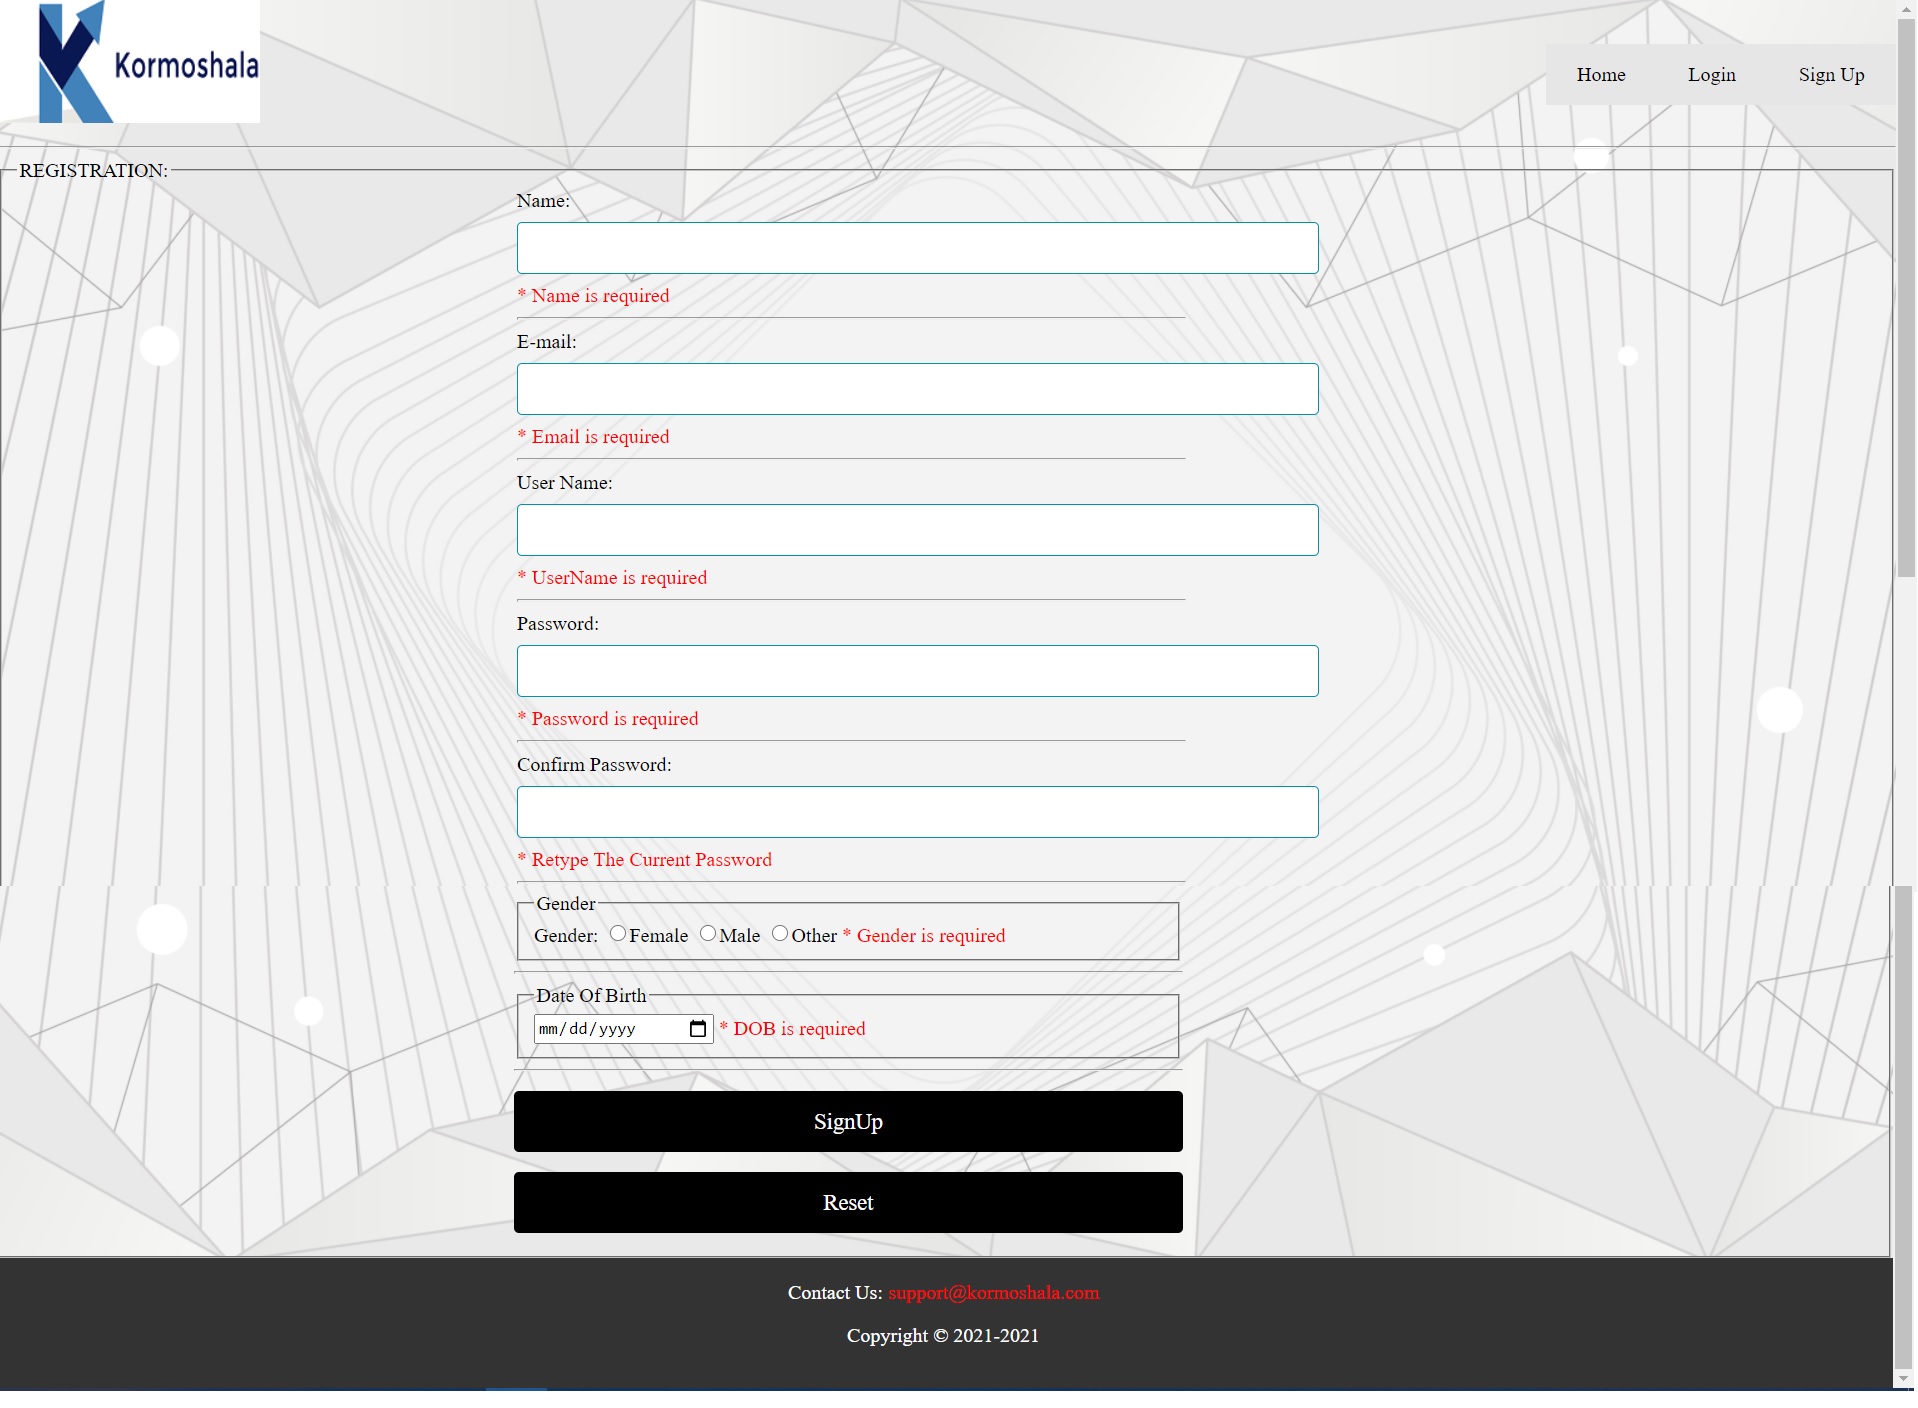 Kormoshala
Home Login Sign Up
REGISTRATION:
Name:
* Name is required
E-mail:
* Email is required
User Name:
* UserName is required
Password:
* Password is required
Confirm Password:
* Retype The Current Password
Gender
Gender: Female Male Other * Gender is required
Date Of Birth
mm/dd/yyyy * DOB is required
SignUp
Reset
Contact Us: support@kormoshala.com
Copyright © 2021-2021